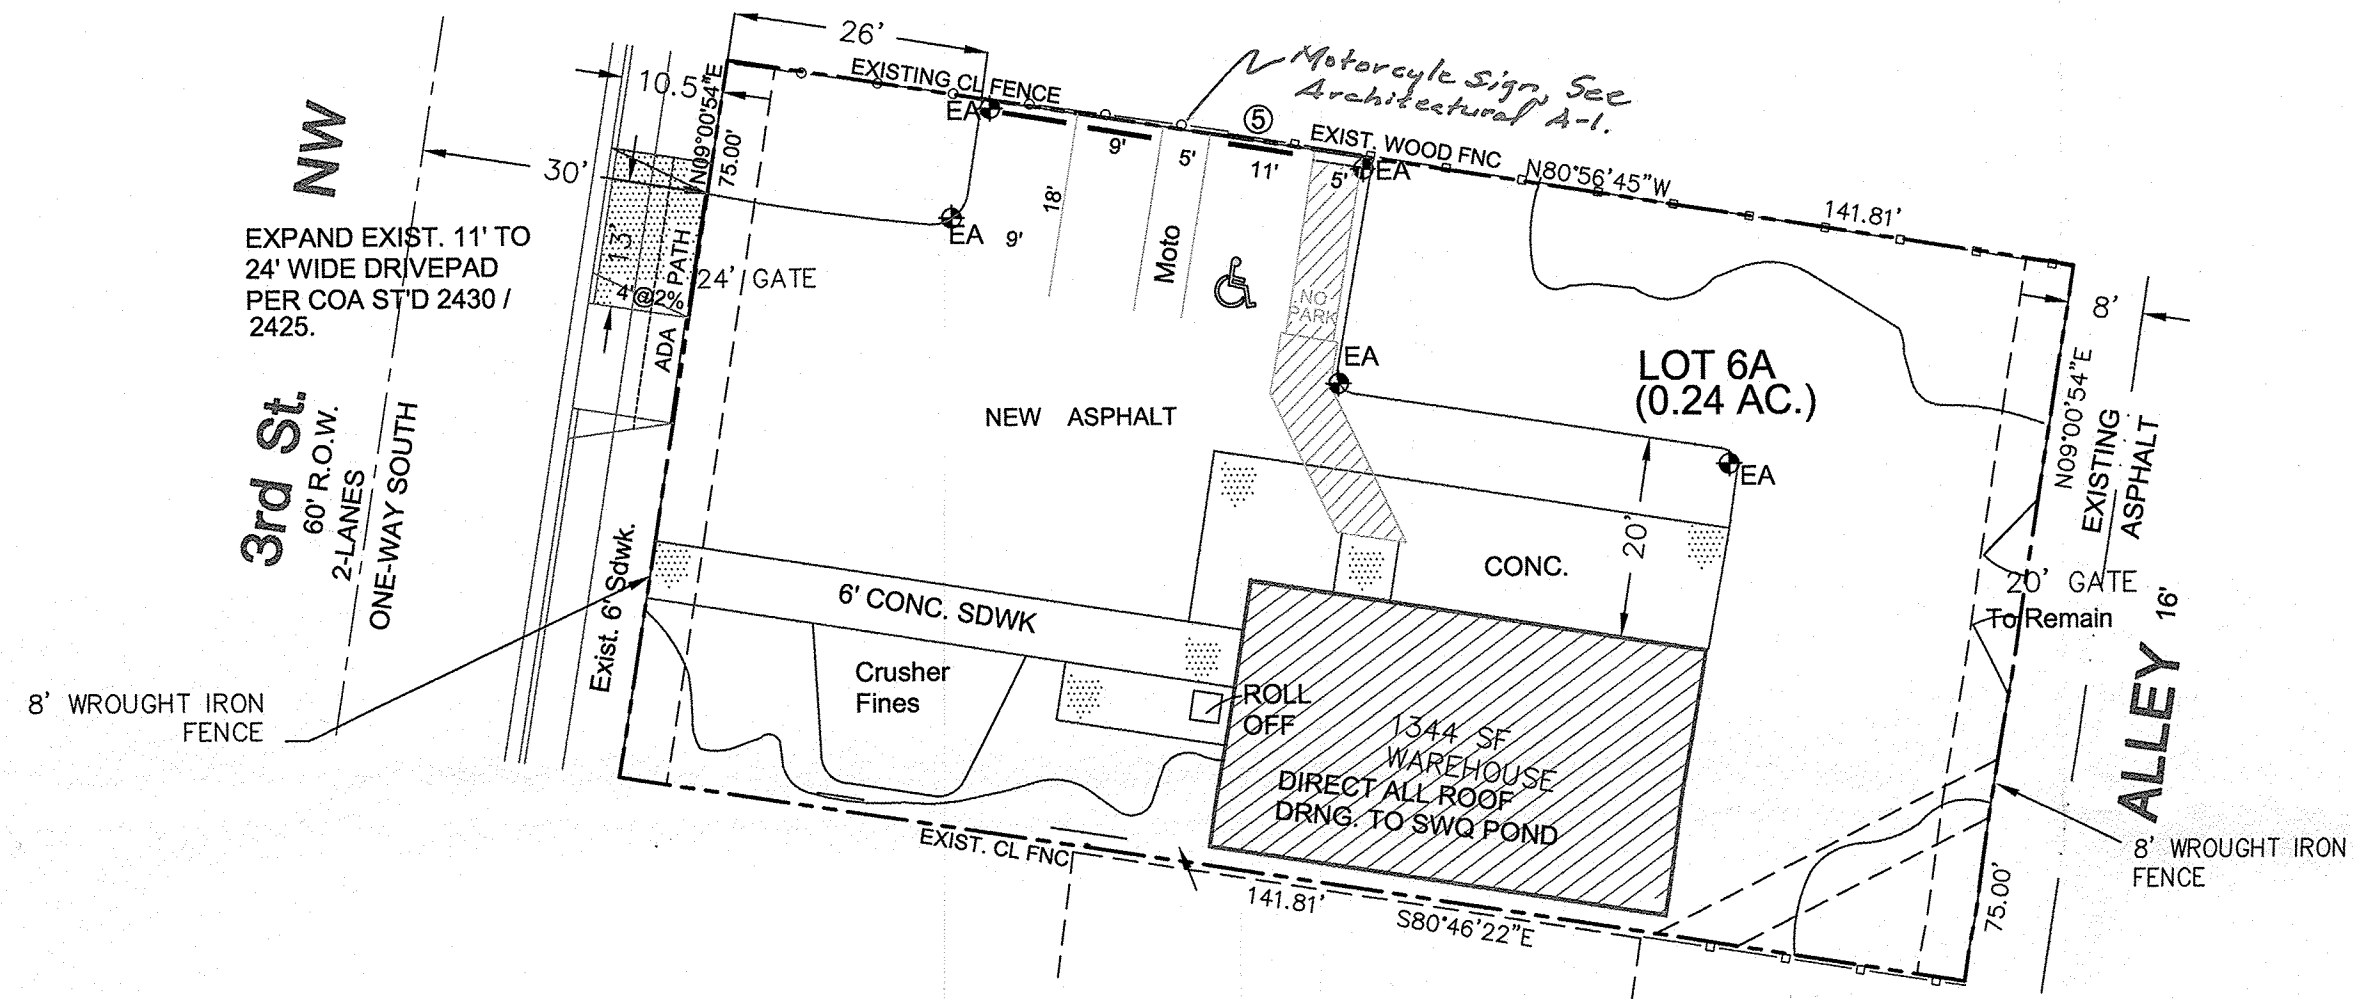 26'
10.5'
EXISTING CL FENCE
Motorcyle Sign, See
Architectural A-1.
N09°00'54"E
75.00'
EA
9'
5'
⑤
11'
EXIST. WOOD FNC
5'
EA
N80°56'45"W
141.81'
NW
30'
18'
EXPAND EXIST. 11' TO
24' WIDE DRIVEPAD
PER COA ST'D 2430 /
2425.
13'
PATH
4'@2%
ADA
EA
9'
24' GATE
Moto
NO
PARK
8'
EA
LOT 6A
(0.24 AC.)
N09°00'54"E
EXISTING
ASPHALT
3rd St.
60' R.O.W.
2-LANES
ONE-WAY SOUTH
NEW ASPHALT
EA
20'
CONC.
20' GATE
To Remain
16'
ALLEY
Exist. 6' Sdwk.
6' CONC. SDWK
Crusher
Fines
ROLL
OFF
8' WROUGHT IRON
FENCE
1344 SF
WAREHOUSE
DIRECT ALL ROOF
DRNG. TO SWQ POND
EXIST. CL FNC
141.81'
S80°46'22"E
75.00'
8' WROUGHT IRON
FENCE